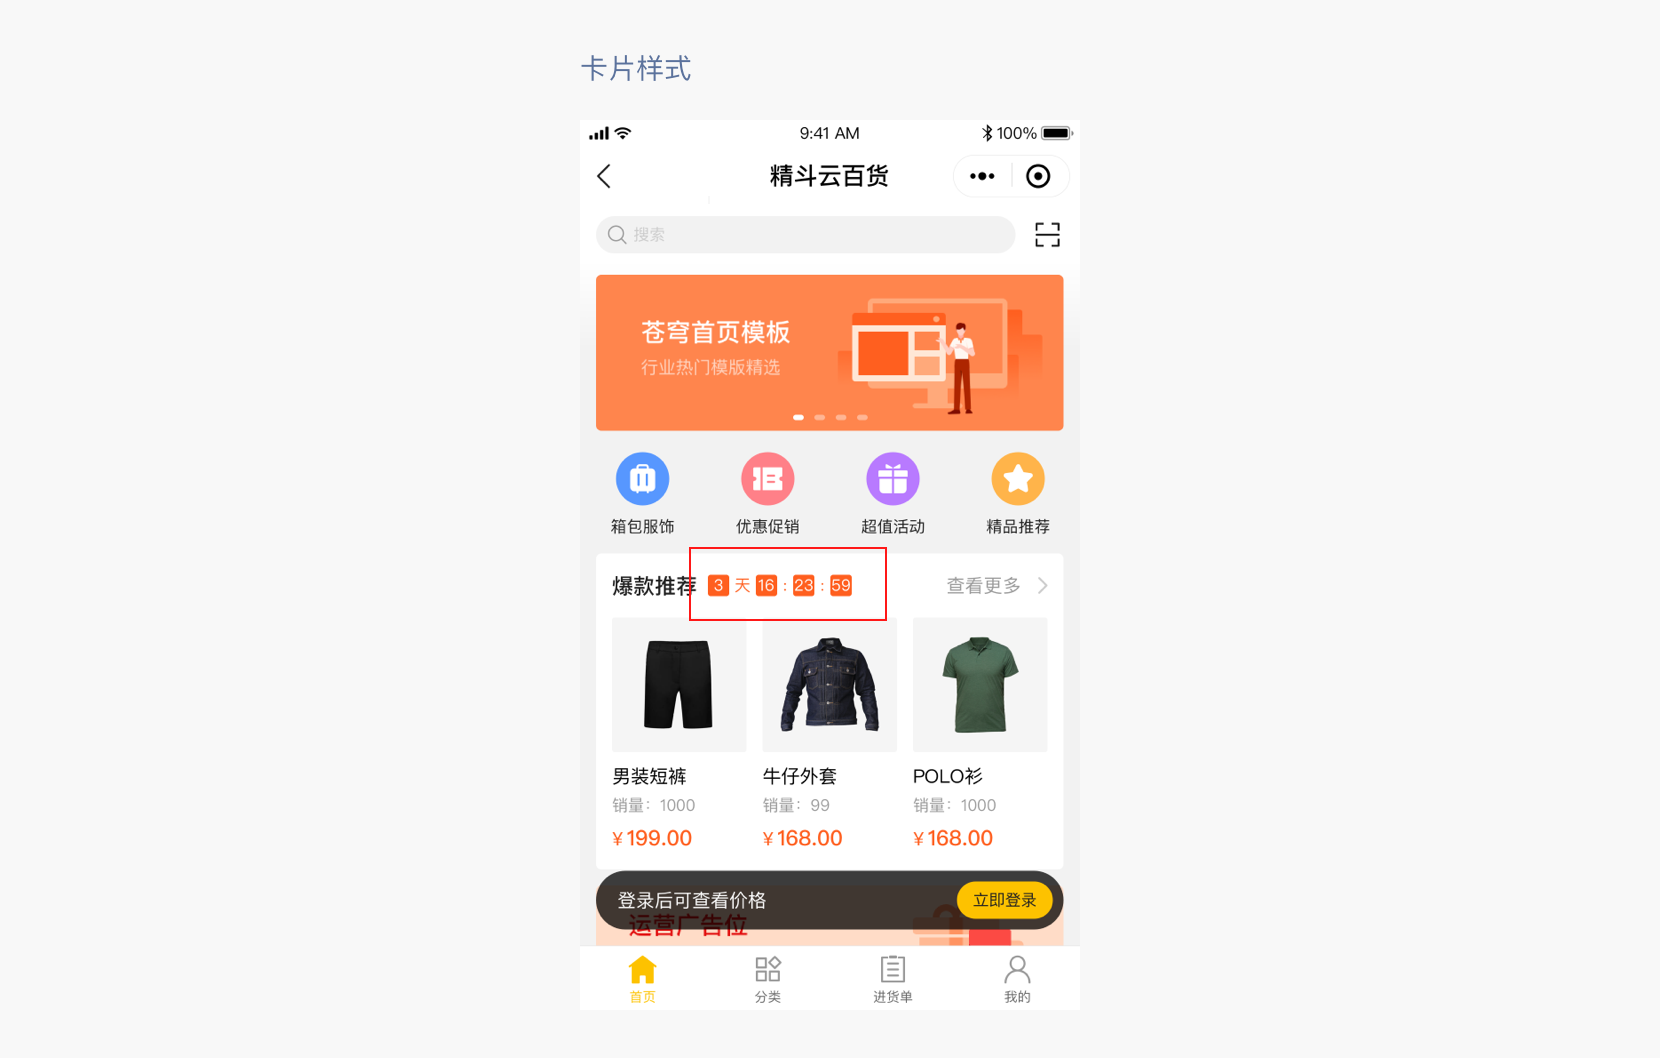 卡片样式
9:41 AM
100%
精斗云百货
搜索
苍穹首页模板
行业热门模版精选
箱包服饰 优惠促销 超值活动 精品推荐
爆款推荐 3 天 16 : 23 : 59 查看更多
男装短裤 牛仔外套 POLO衫
销量：1000 销量：99 销量：1000
¥199.00 ¥168.00 ¥168.00
登录后可查看价格 立即登录
运营广告位
首页 分类 进货单 我的